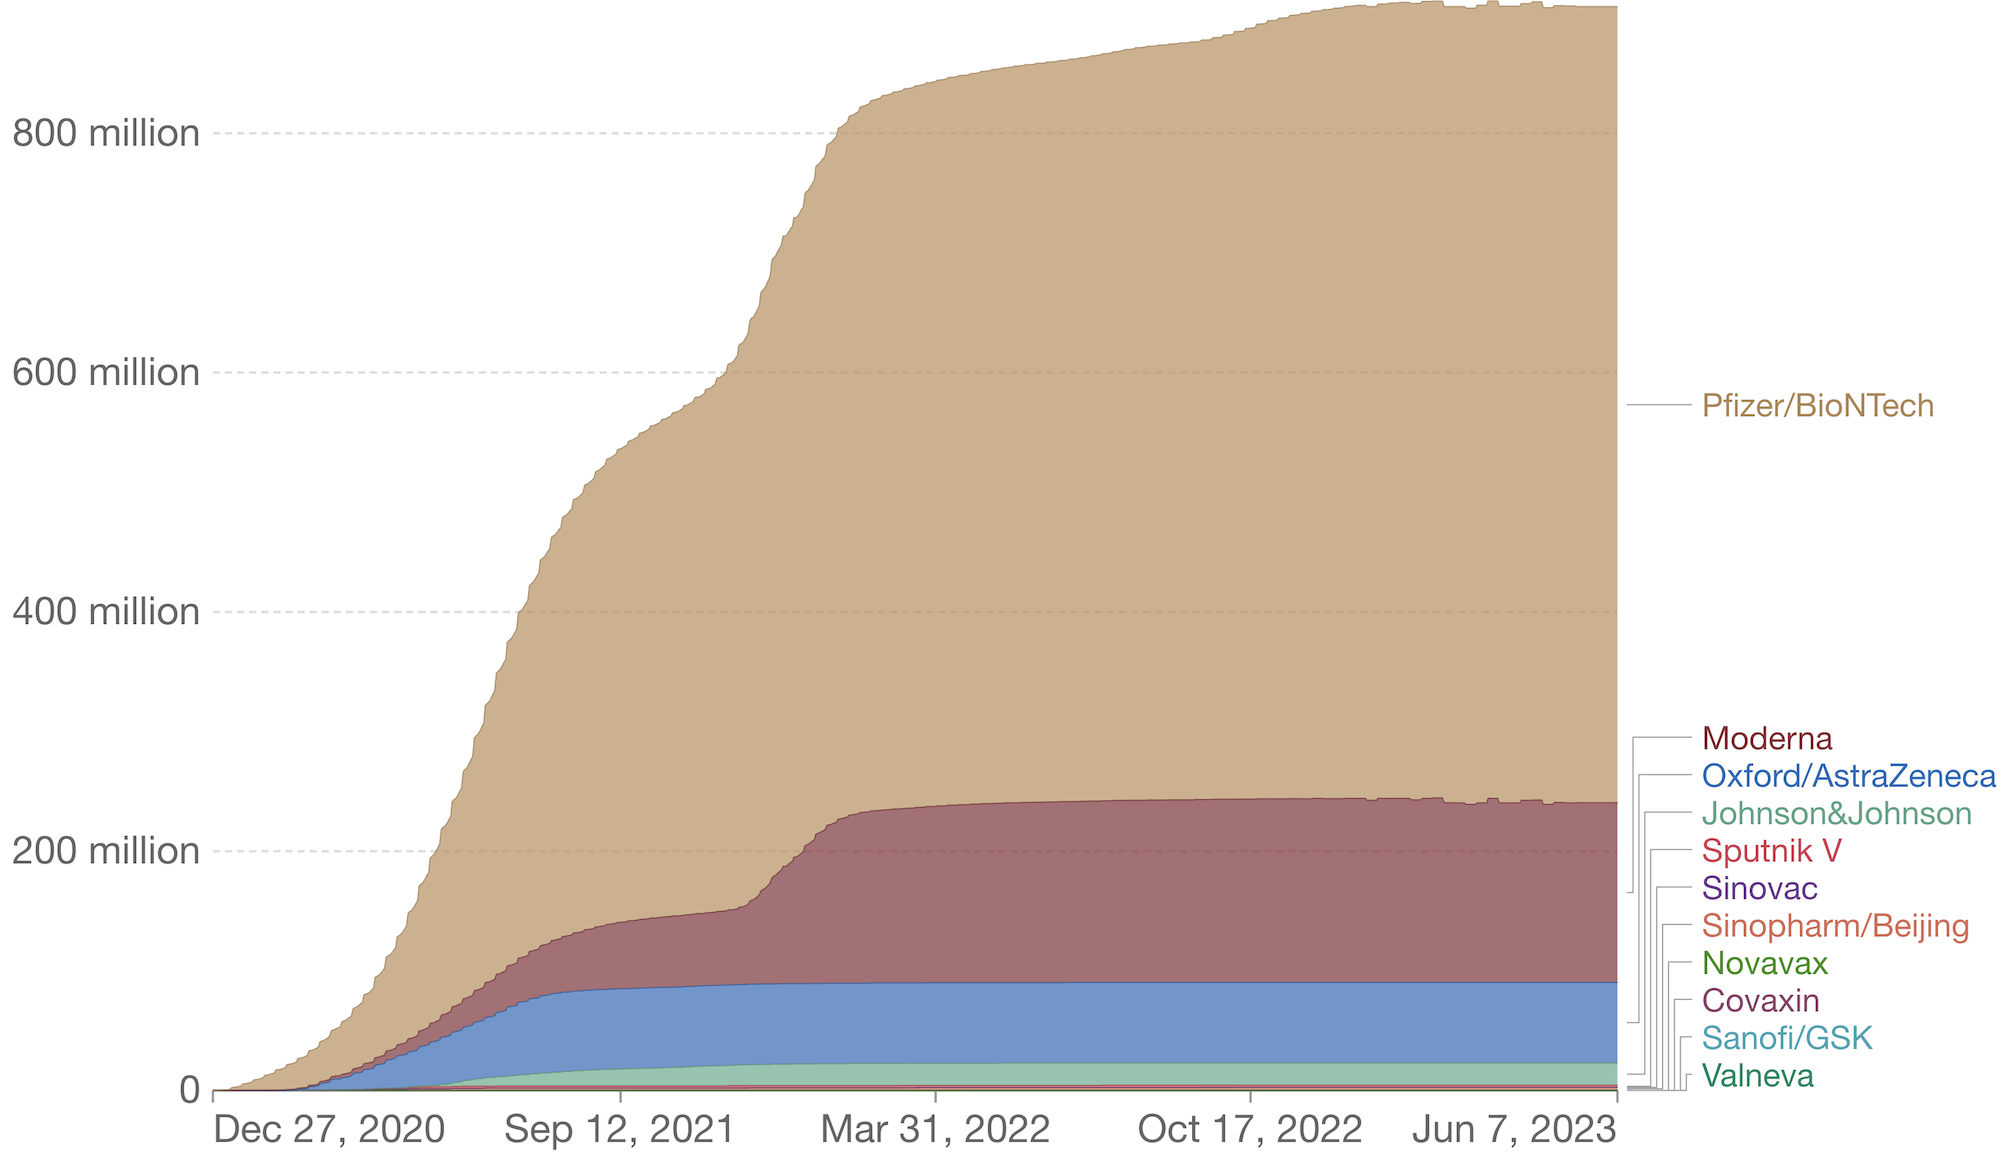 800 million
600 million
400 million
200 million
0
Dec 27, 2020
Sep 12, 2021
Mar 31, 2022
Oct 17, 2022
Jun 7, 2023
Pfizer/BioNTech
Moderna
Oxford/AstraZeneca
Johnson&Johnson
Sputnik V
Sinovac
Sinopharm/Beijing
Novavax
Covaxin
Sanofi/GSK
Valneva